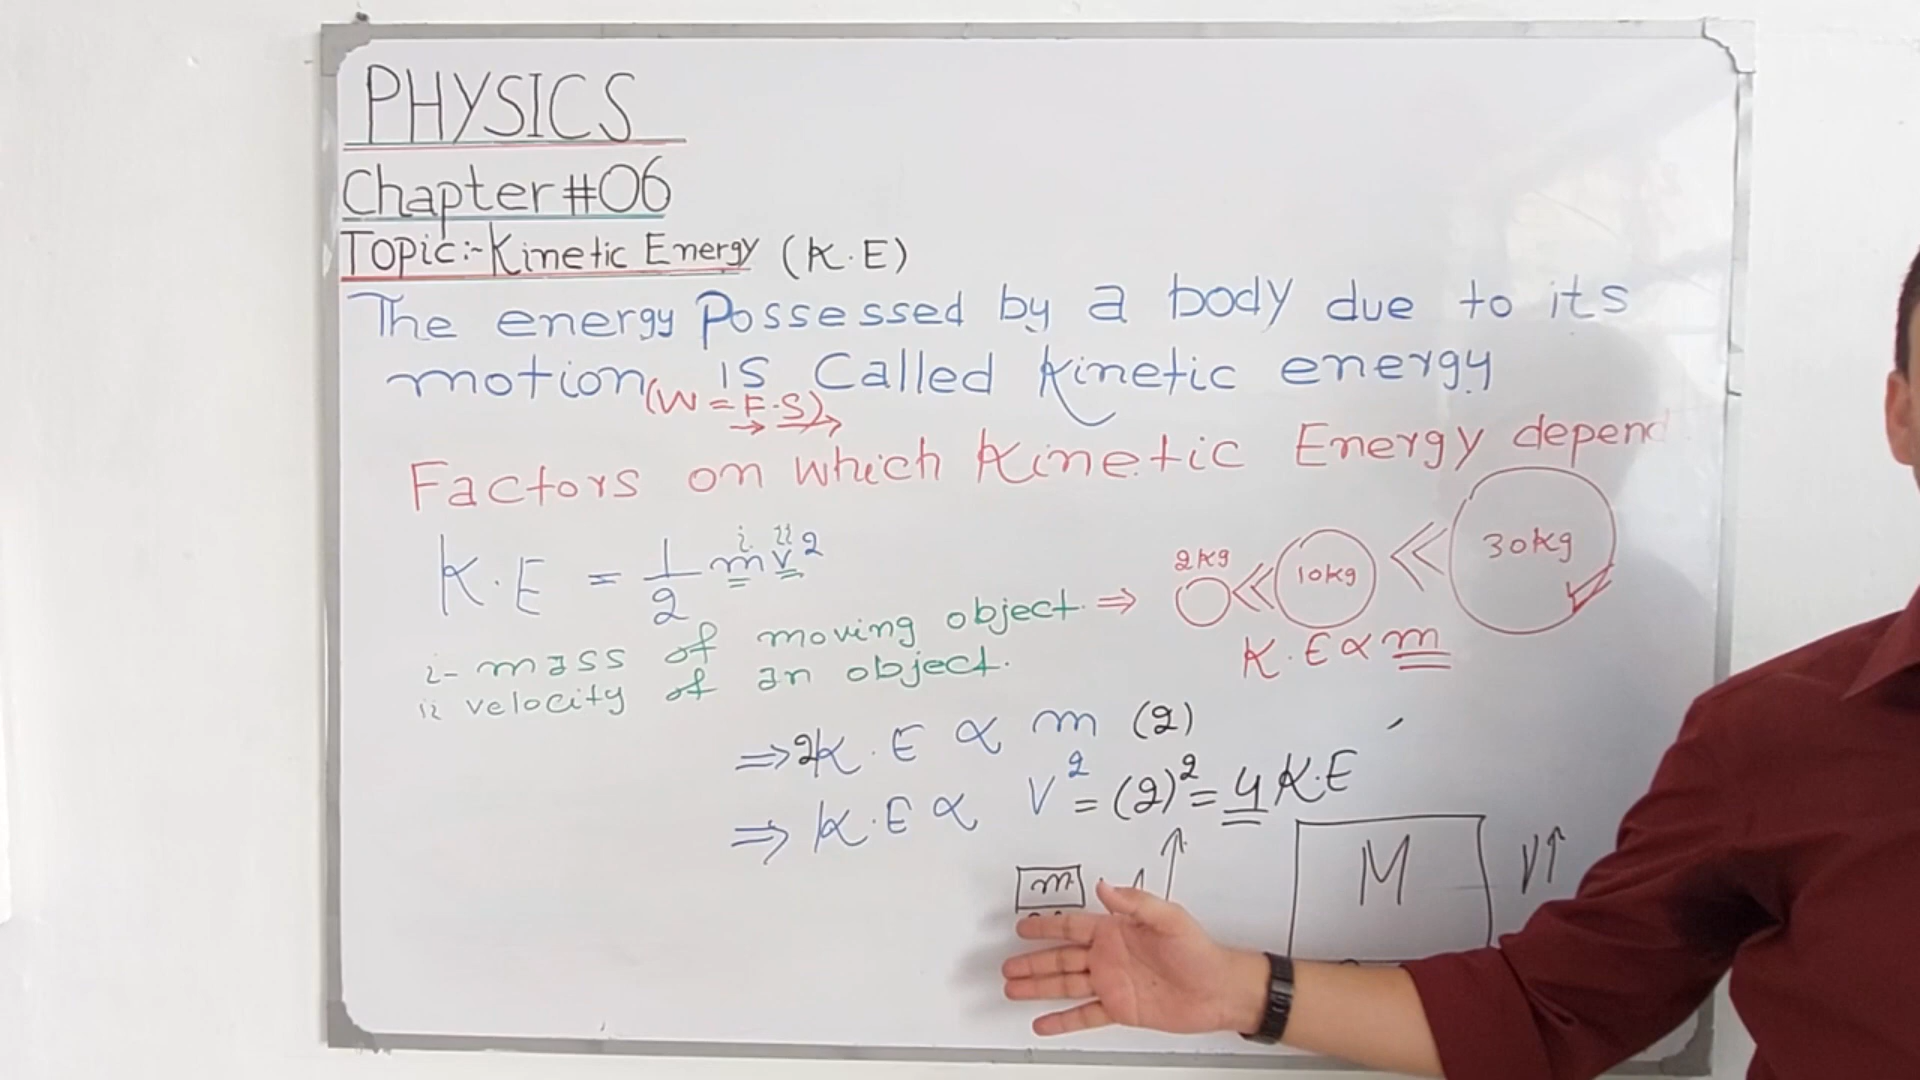 PHYSICS
Chapter #06
Topic:- Kinetic Energy (K.E)
The energy Possessed by a body due to its
motion is Called Kinetic energy
(W = F.S)
Factors on which Kinetic Energy depend
K.E = 1/2 mv²
i. ii
i- mass of moving object. ⇒
ii velocity of an object.
2kg << 10kg << 30kg
K.E ∝ m
⇒ 2K.E ∝ m (2)
⇒ K.E ∝ V² = (2)² = 4 K.E
m
M V↑